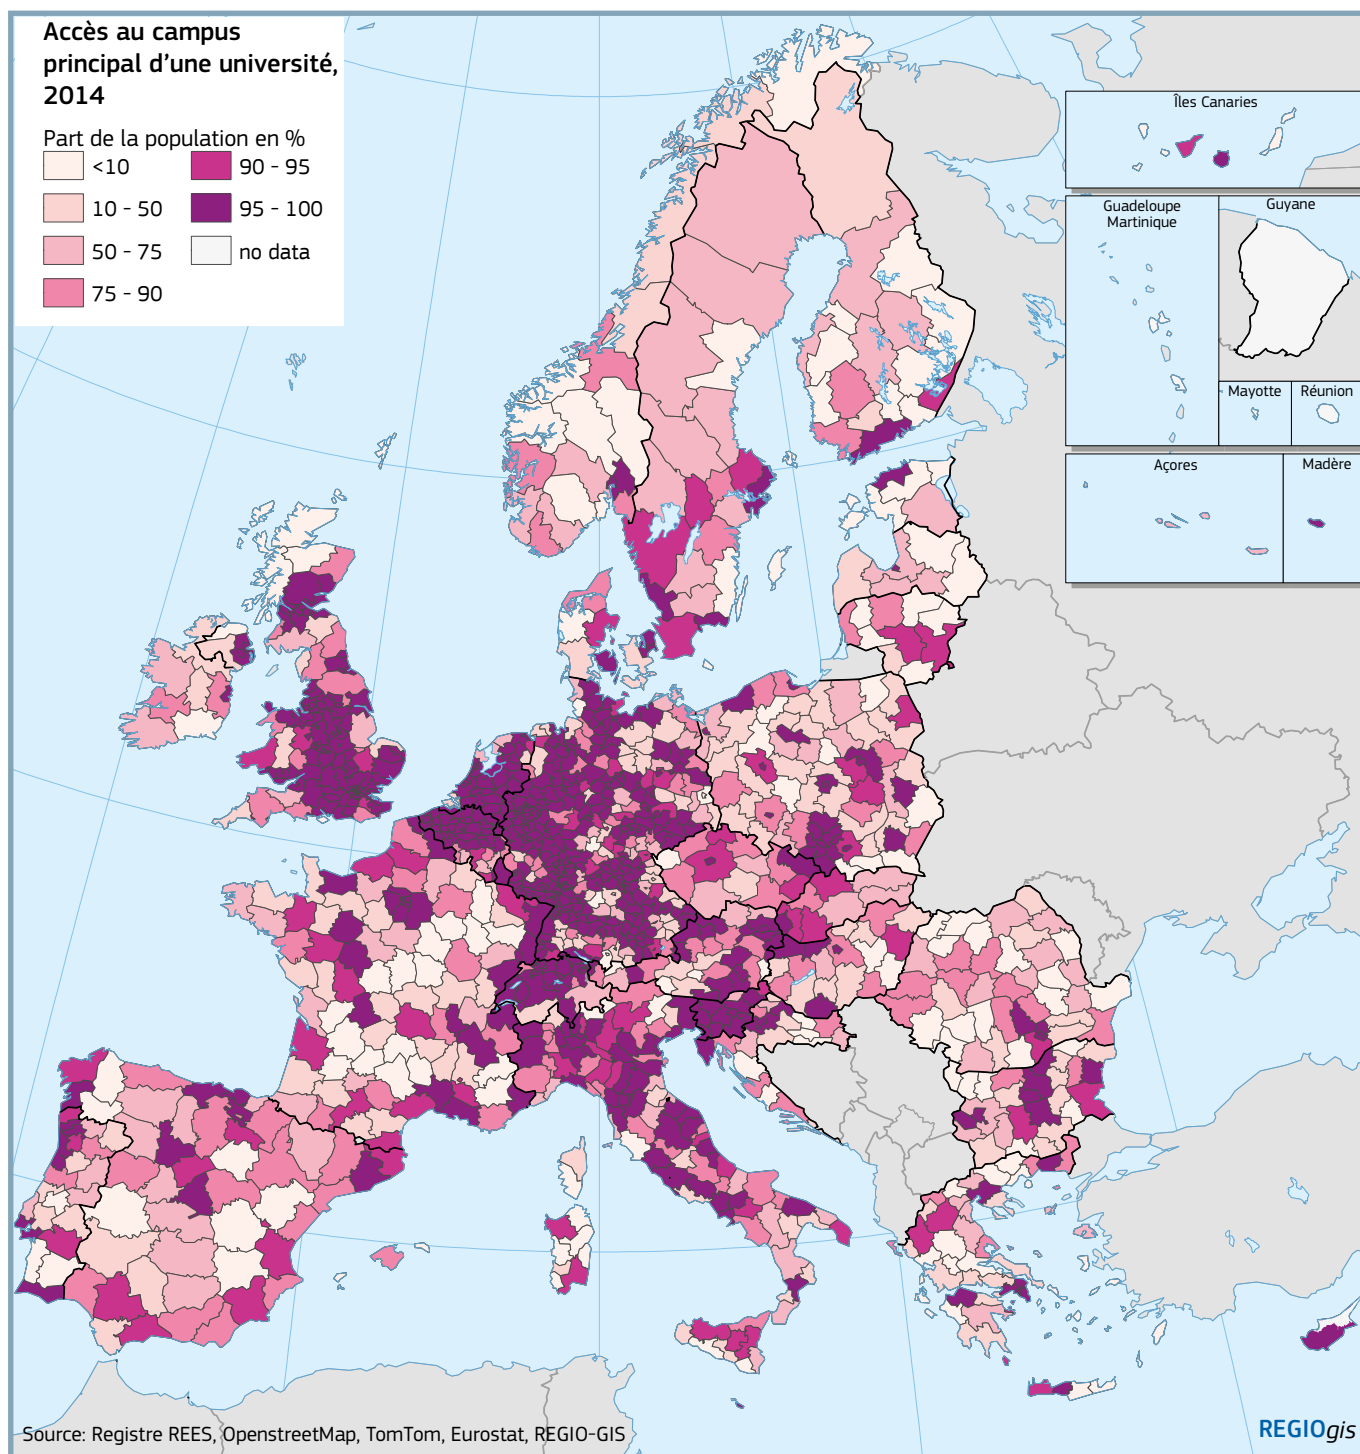 Accès au campus
principal d'une université,
2014
Part de la population en %
<10
10 - 50
50 - 75
75 - 90
90 - 95
95 - 100
no data
Îles Canaries
Guadeloupe
Martinique
Guyane
Mayotte
Réunion
Açores
Madère
Source: Registre REES, OpenstreetMap, TomTom, Eurostat, REGIO-GIS
REGIOgis